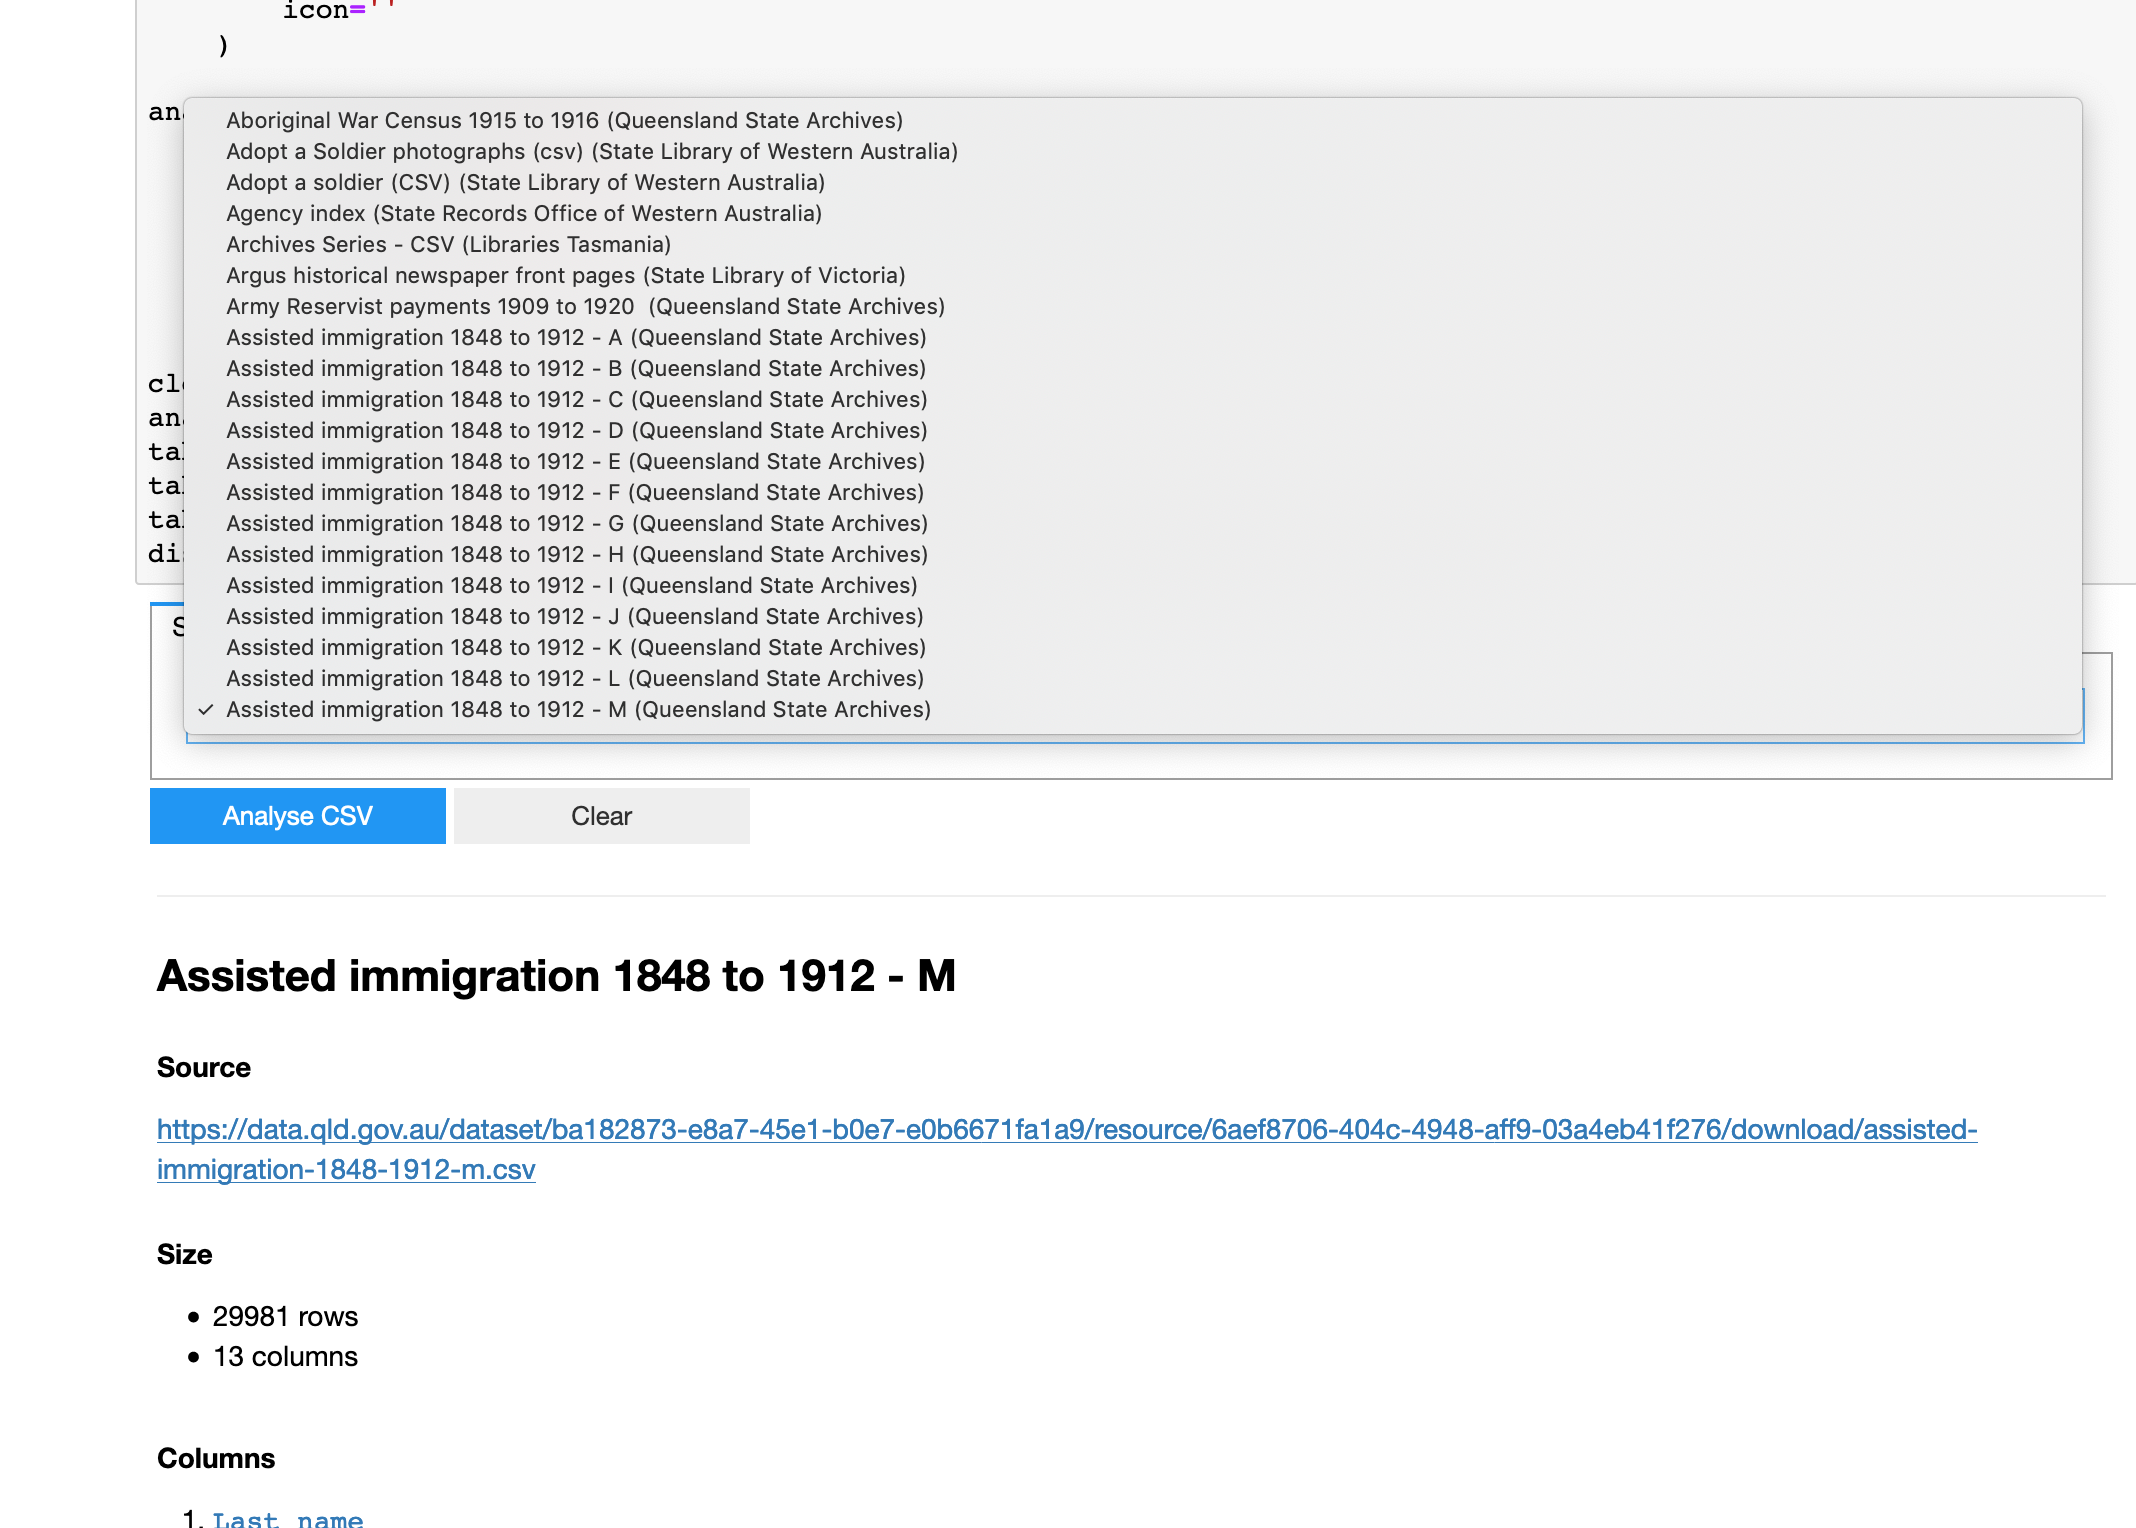 icon=''
)
an
Aboriginal War Census 1915 to 1916 (Queensland State Archives)
Adopt a Soldier photographs (csv) (State Library of Western Australia)
Adopt a soldier (CSV) (State Library of Western Australia)
Agency index (State Records Office of Western Australia)
Archives Series - CSV (Libraries Tasmania)
Argus historical newspaper front pages (State Library of Victoria)
Army Reservist payments 1909 to 1920  (Queensland State Archives)
Assisted immigration 1848 to 1912 - A (Queensland State Archives)
Assisted immigration 1848 to 1912 - B (Queensland State Archives)
cl
Assisted immigration 1848 to 1912 - C (Queensland State Archives)
an
Assisted immigration 1848 to 1912 - D (Queensland State Archives)
ta
Assisted immigration 1848 to 1912 - E (Queensland State Archives)
ta
Assisted immigration 1848 to 1912 - F (Queensland State Archives)
ta
Assisted immigration 1848 to 1912 - G (Queensland State Archives)
di
Assisted immigration 1848 to 1912 - H (Queensland State Archives)
Assisted immigration 1848 to 1912 - I (Queensland State Archives)
S
Assisted immigration 1848 to 1912 - J (Queensland State Archives)
Assisted immigration 1848 to 1912 - K (Queensland State Archives)
Assisted immigration 1848 to 1912 - L (Queensland State Archives)
✓ Assisted immigration 1848 to 1912 - M (Queensland State Archives)
Analyse CSV Clear
Assisted immigration 1848 to 1912 - M
Source
https://data.qld.gov.au/dataset/ba182873-e8a7-45e1-b0e7-e0b6671fa1a9/resource/6aef8706-404c-4948-aff9-03a4eb41f276/download/assisted-
immigration-1848-1912-m.csv
Size
• 29981 rows
• 13 columns
Columns
1. Last name